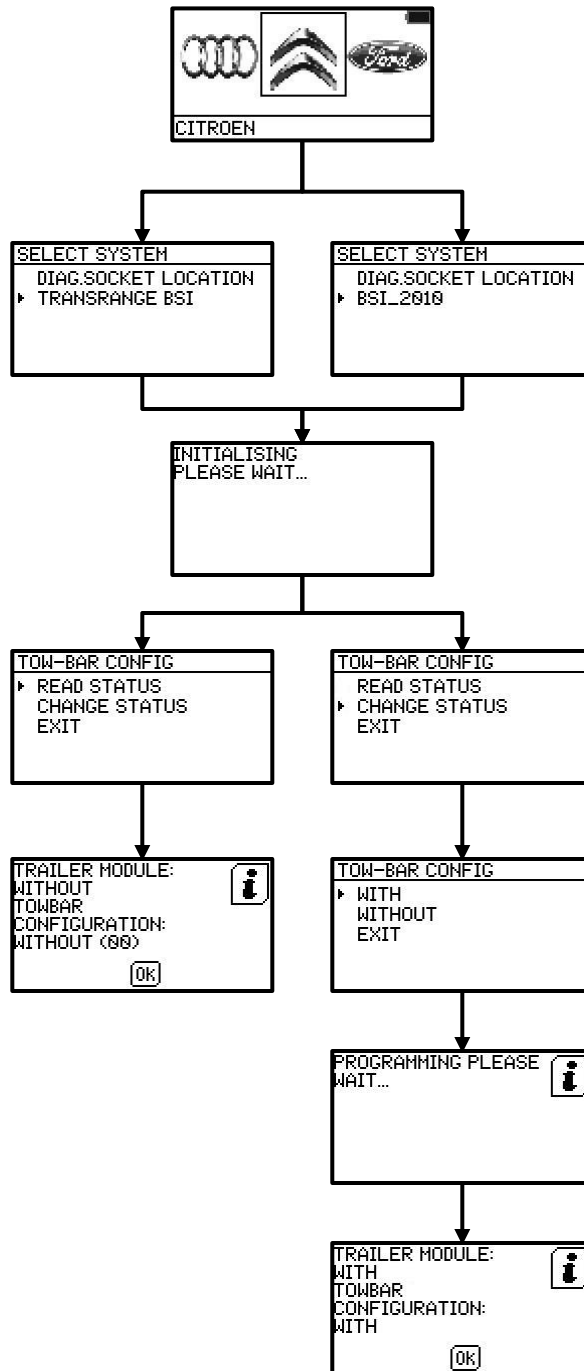 Ford
CITROEN
SELECT SYSTEM
DIAG.SOCKET LOCATION
TRANSRANGE BSI
SELECT SYSTEM
DIAG.SOCKET LOCATION
BSI_2010
INITIALISING
PLEASE WAIT...
TOW-BAR CONFIG
READ STATUS
CHANGE STATUS
EXIT
TOW-BAR CONFIG
READ STATUS
CHANGE STATUS
EXIT
TRAILER MODULE:
WITHOUT
TOWBAR
CONFIGURATION:
WITHOUT (00)
OK
TOW-BAR CONFIG
WITH
WITHOUT
EXIT
PROGRAMMING PLEASE
WAIT...
TRAILER MODULE:
WITH
TOWBAR
CONFIGURATION:
WITH
OK